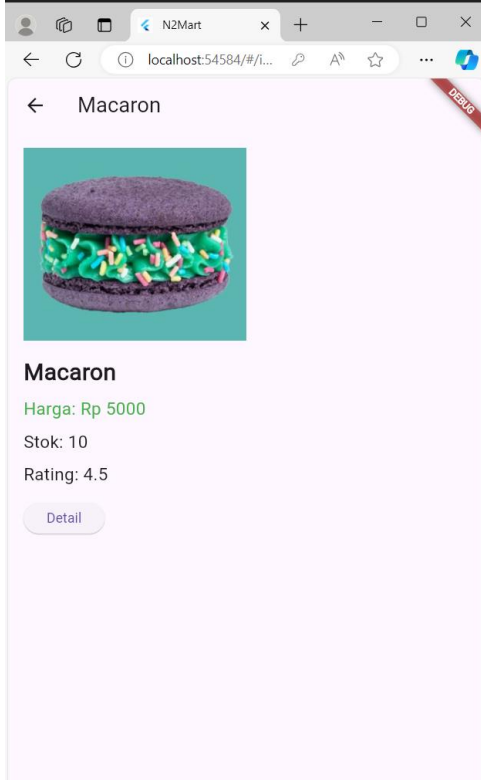 N2Mart
localhost:54584/#/i...
DEBUG
Macaron
Macaron
Harga: Rp 5000
Stok: 10
Rating: 4.5
Detail